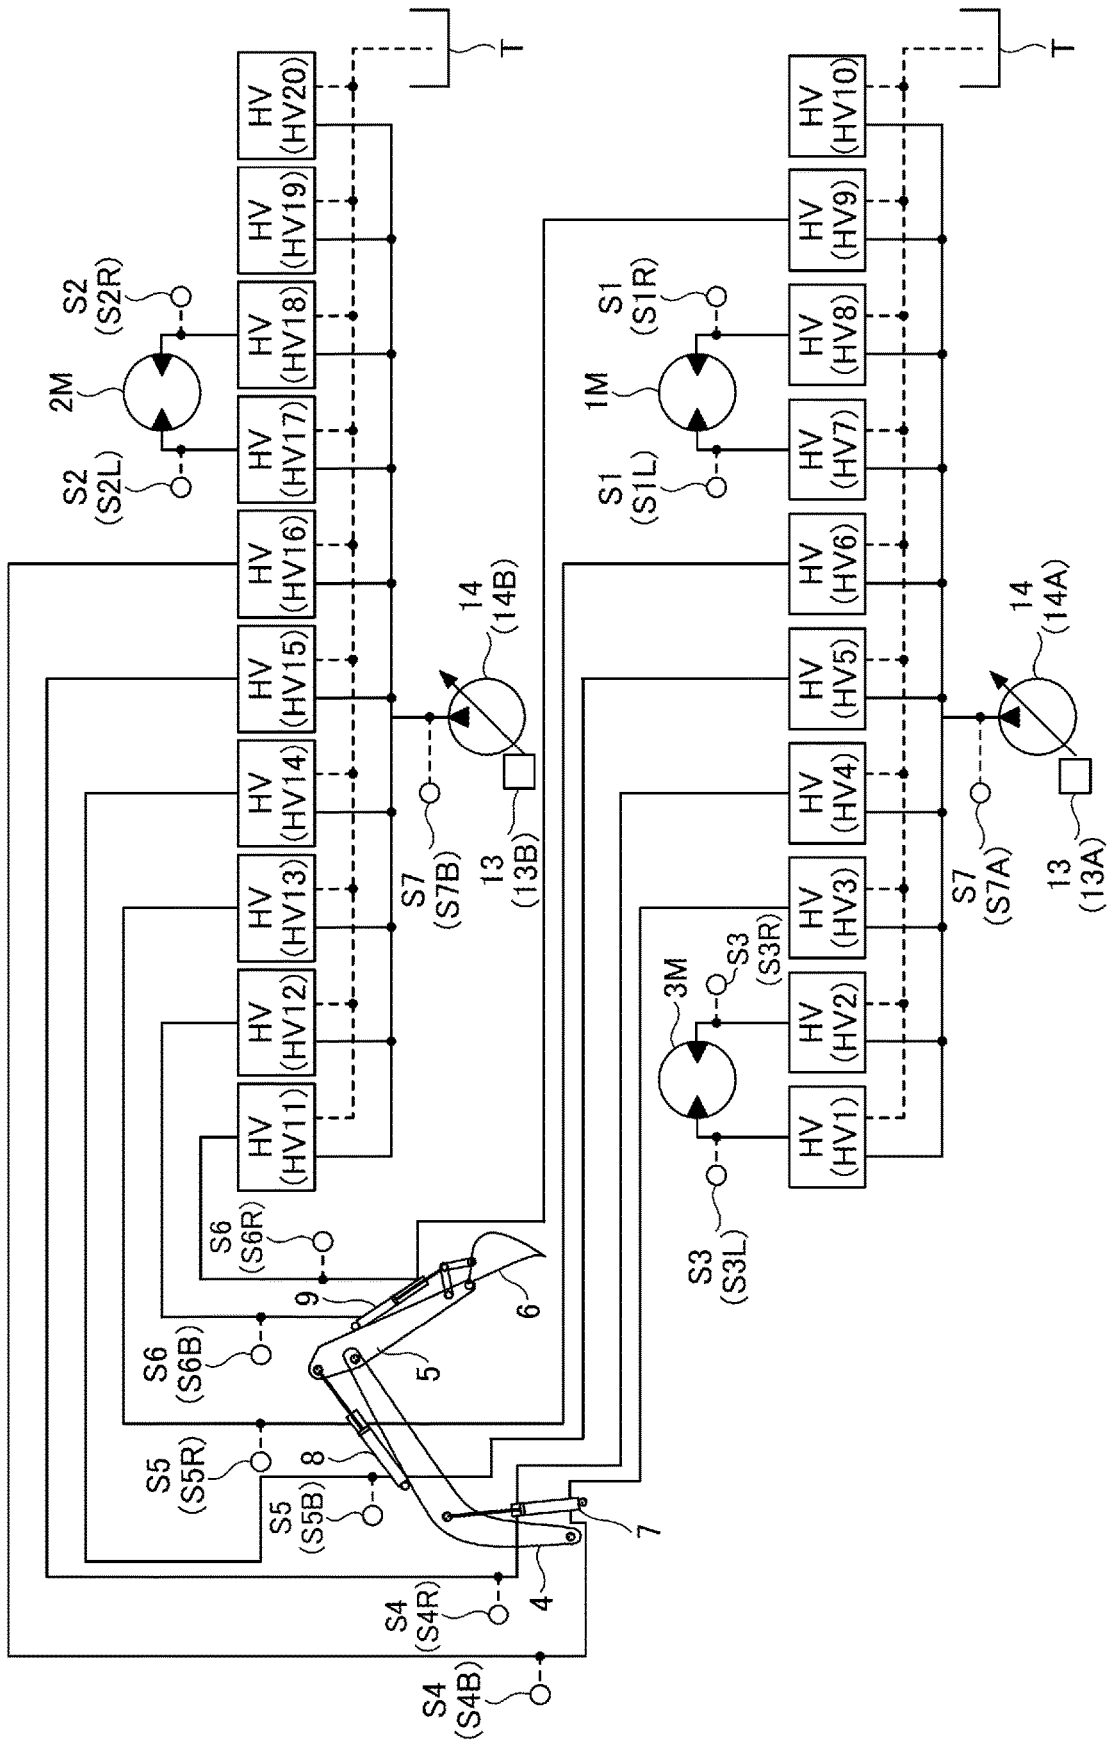 S2
(S2L)
2M
S2
(S2R)
S6
(S6B)
S5
(S5R)
S6
(S6R)
HV
(HV11)
HV
(HV12)
HV
(HV13)
HV
(HV14)
HV
(HV15)
HV
(HV16)
HV
(HV17)
HV
(HV18)
HV
(HV19)
HV
(HV20)
S5
(S5B)
9
8
S4
(S4R)
S7
(S7B)
5
S4
(S4B)
14
(14B)
13
(13B)
T
6
4
S1
(S1L)
1M
S1
(S1R)
7
3M
S3
(S3L)
S3
(S3R)
HV
(HV1)
HV
(HV2)
HV
(HV3)
HV
(HV4)
HV
(HV5)
HV
(HV6)
HV
(HV7)
HV
(HV8)
HV
(HV9)
HV
(HV10)
S7
(S7A)
14
(14A)
13
(13A)
T